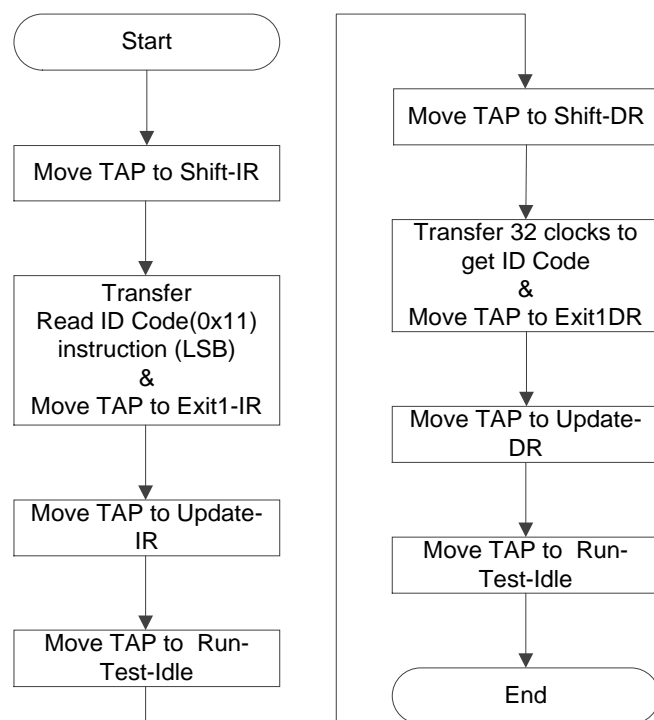 Start
Move TAP to Shift-IR
Transfer
Read ID Code(0x11)
instruction (LSB)
&
Move TAP to Exit1-IR
Move TAP to Update-
IR
Move TAP to  Run-
Test-Idle
Move TAP to Shift-DR
Transfer 32 clocks to
get ID Code
&
Move TAP to Exit1DR
Move TAP to Update-
DR
Move TAP to  Run-
Test-Idle
End